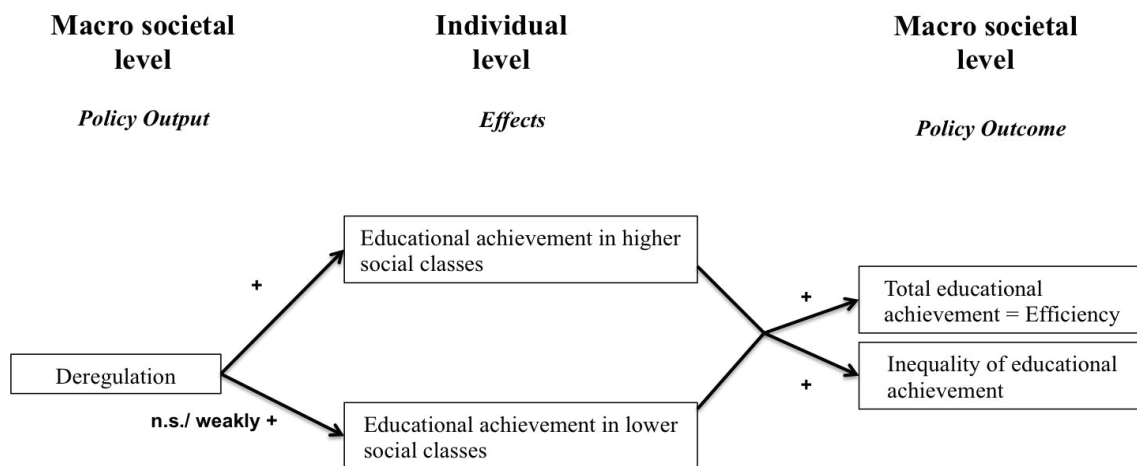 Macro societal
level
Policy Output
Individual
level
Effects
Macro societal
level
Policy Outcome
Educational achievement in higher
social classes
+
+
Total educational
achievement = Efficiency
Deregulation
+
Inequality of educational
achievement
n.s./ weakly +
Educational achievement in lower
social classes